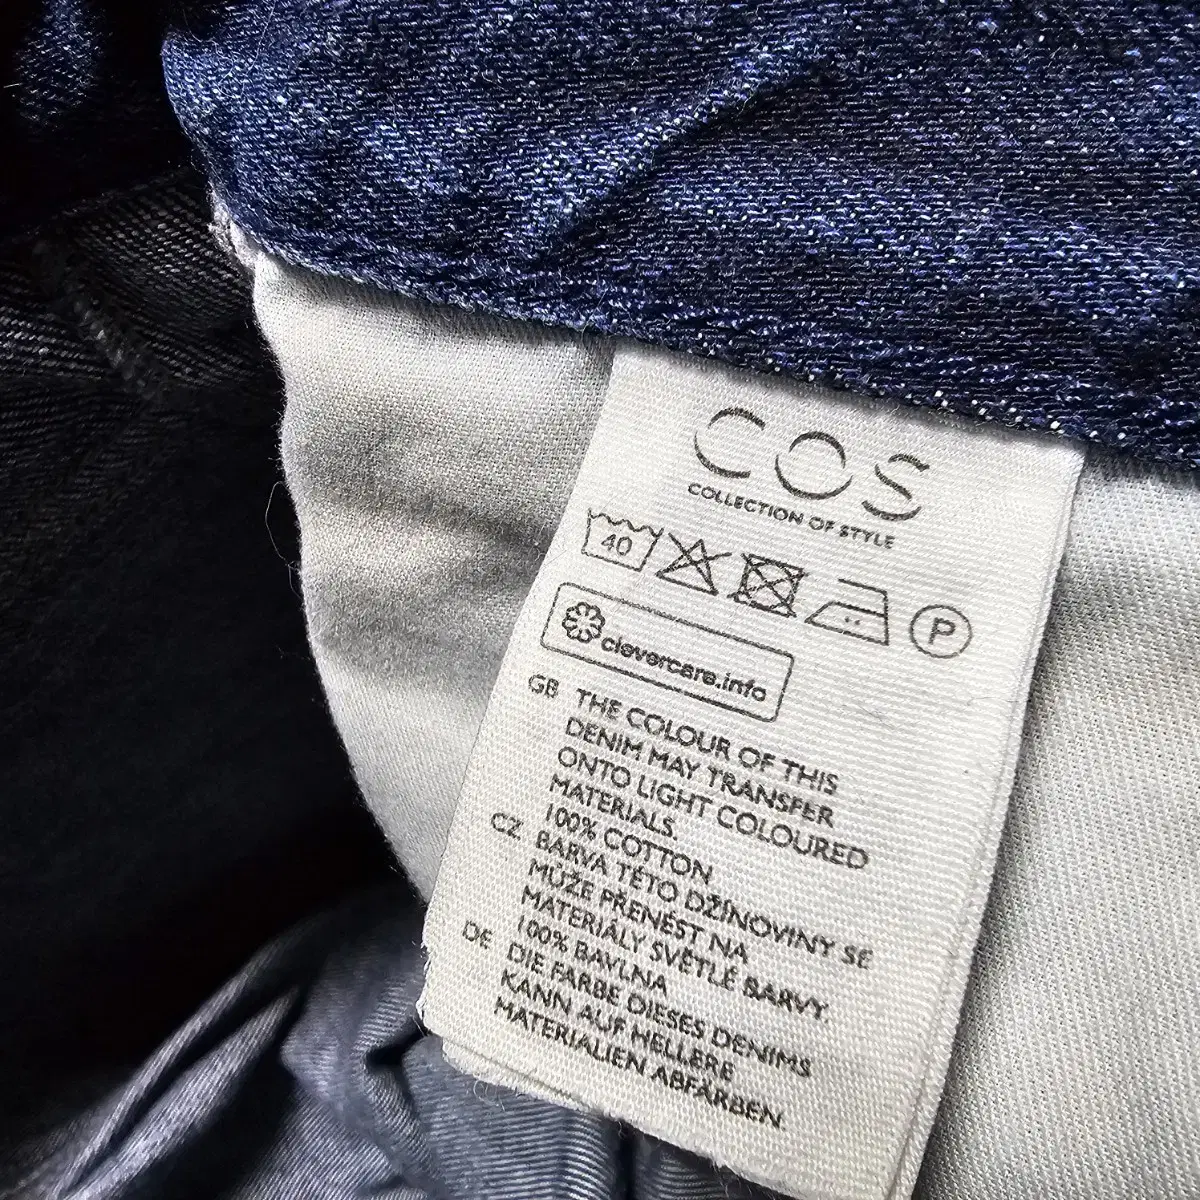 COS
COLLECTION OF STYLE
40
P
clevercare.info
GB THE COLOUR OF THIS
DENIM MAY TRANSFER
ONTO LIGHT COLOURED
MATERIALS.
100% COTTON
CZ BARVA TÉTO DŽÍNOVINY SE
MŮŽE PŘENÉST NA
MATERIÁLY SVĚTLÉ BARVY.
100% BAVLNA
DE DIE FARBE DIESES DENIMS
KANN AUF HELLERE
MATERIALIEN ABFÄRBEN